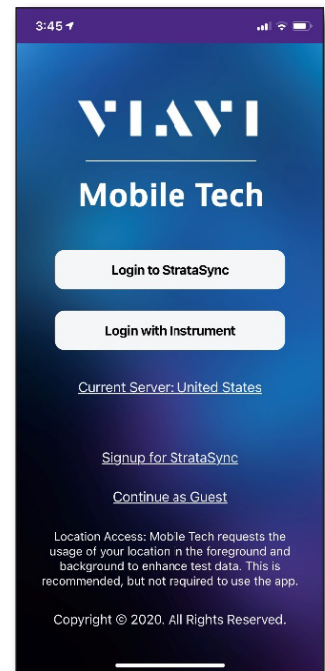 3:45
VIAVI
Mobile Tech
Login to StrataSync
Login with Instrument
Current Server: United States
Signup for StrataSync
Continue as Guest
Location Access: Mobile Tech requests the
usage of your location in the foreground and
background to enhance test data. This is
recommended, but not required to use the app.
Copyright © 2020. All Rights Reserved.